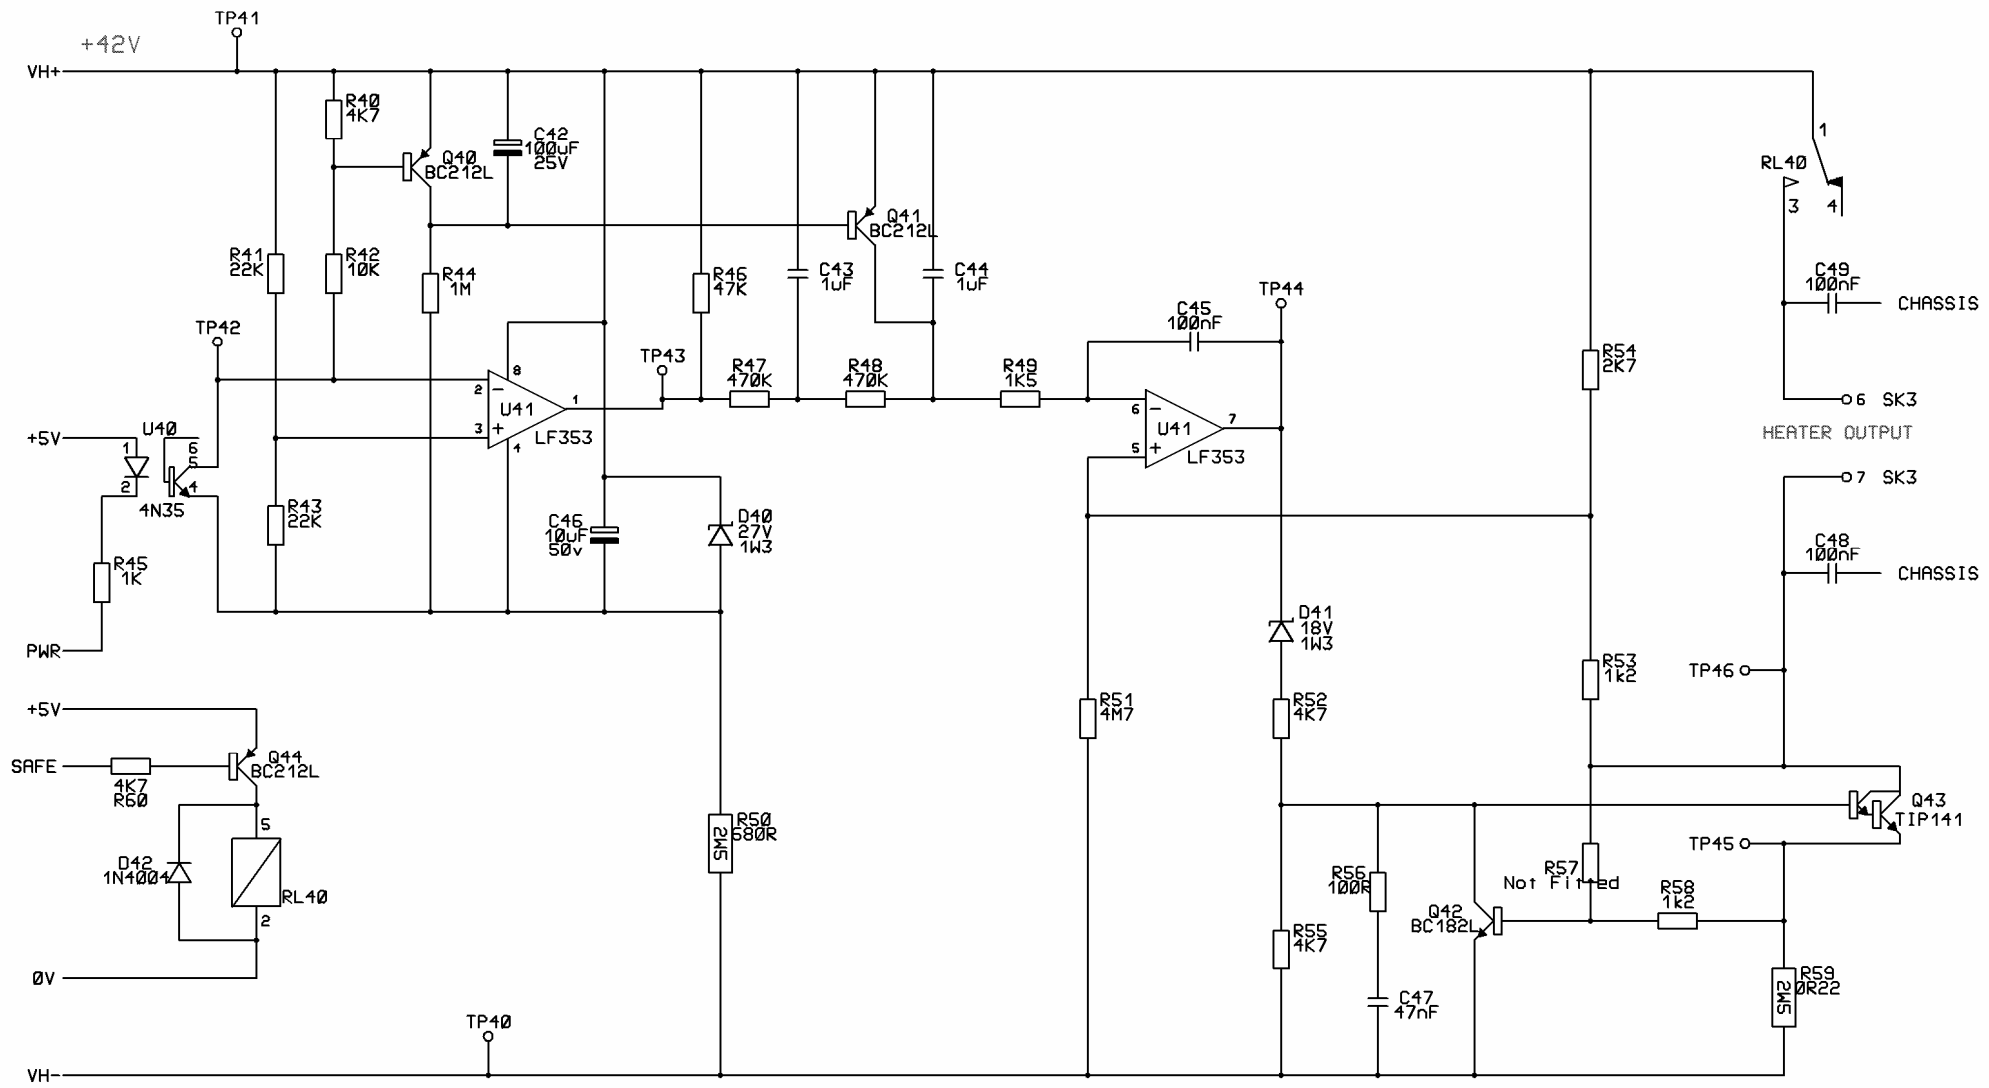 TP41
+42V
VH+
R40
4K7
Q40
BC212L
C42
100uF
25V
1
RL40
3
4
Q41
BC212L
R41
22K
R42
10K
R44
1M
R46
47K
C43
1uF
C44
1uF
C49
100nF
CHASSIS
TP44
C45
100nF
TP42
TP43
R47
470K
R48
470K
R49
1K5
R54
2K7
8
2
1
U41
3
4
LF353
6
7
U41
5
LF353
6 SK3
HEATER OUTPUT
7 SK3
+5V
U40
1
6
5
2
4
4N35
R43
22K
C46
10uF
50v
D40
27V
1W3
C48
100nF
CHASSIS
R45
1K
PWR
D41
18V
1W3
R53
1k2
TP46
+5V
R51
4M7
R52
4K7
SAFE
4K7
R60
Q44
BC212L
5
D42
1N4004
RL40
2
0V
R50
680R
2W5
Q43
TIP141
TP45
R57
Not Fitted
R56
100R
R58
1k2
Q42
BC182L
R55
4K7
R59
0R22
2W5
C47
47nF
TP40
VH-